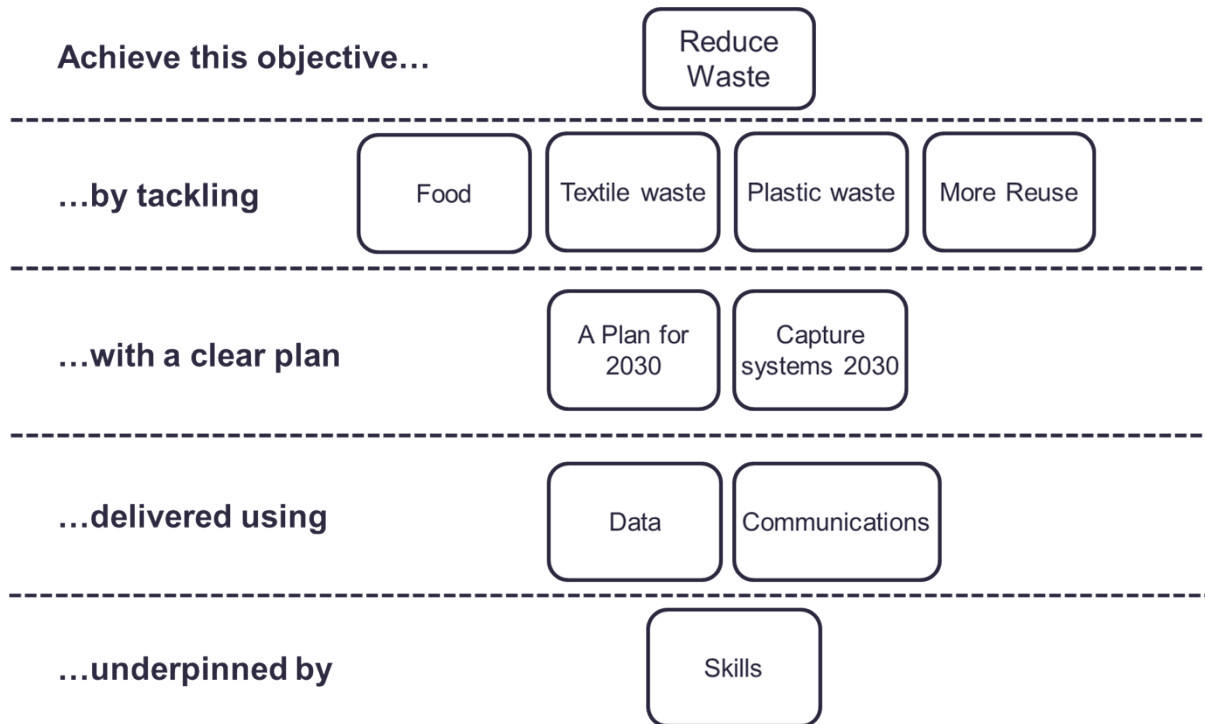 Achieve this objective…
Reduce
Waste
…by tackling
Food
Textile waste
Plastic waste
More Reuse
…with a clear plan
A Plan for
2030
Capture
systems 2030
…delivered using
Data
Communications
…underpinned by
Skills